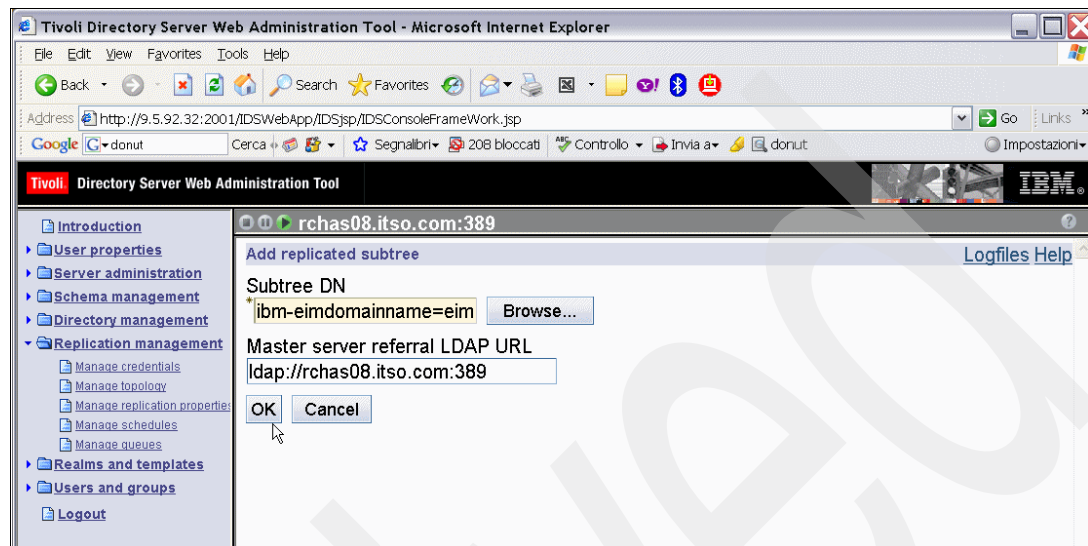 Tivoli Directory Server Web Administration Tool - Microsoft Internet Explorer
File Edit View Favorites Tools Help
Back Search Favorites
Address http://9.5.92.32:2001/IDSWebApp/IDSjsp/IDSConsoleFrameWork.jsp Go Links »
Google G donut Cerca Segnalibri 208 bloccati ABC Controllo Invia a donut Impostazioni
Tivoli. Directory Server Web Administration Tool IBM.
rchas08.itso.com:389 ?
Introduction
User properties
Server administration
Schema management
Directory management
Replication management
Manage credentials
Manage topology
Manage replication properties
Manage schedules
Manage queues
Realms and templates
Users and groups
Logout
Add replicated subtree Logfiles Help
Subtree DN
*ibm-eimdomainname=eim Browse...
Master server referral LDAP URL
ldap://rchas08.itso.com:389
OK Cancel